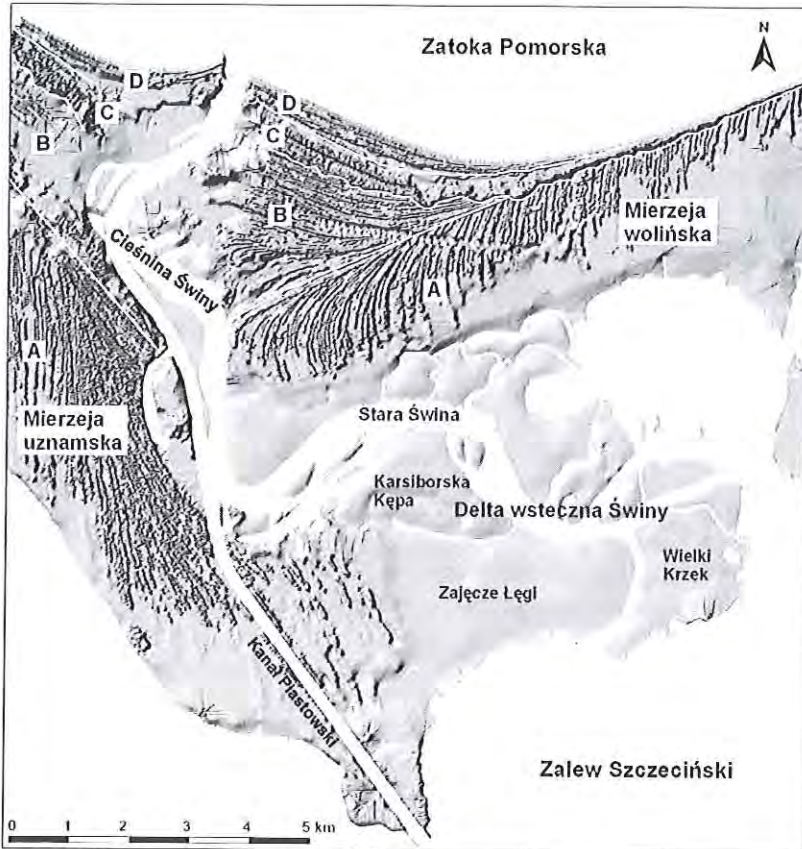 Zatoka Pomorska
N
D
C
B
D
C
B
A
Mierzeja
wolińska
Cieśnina Świny
A
Mierzeja
uznamska
Stara Świna
Karsiborska
Kępa
Delta wsteczna Świny
Wielki
Krzek
Zajęcze Łęgi
Kanał Piastowski
Zalew Szczeciński
0 1 2 3 4 5 km